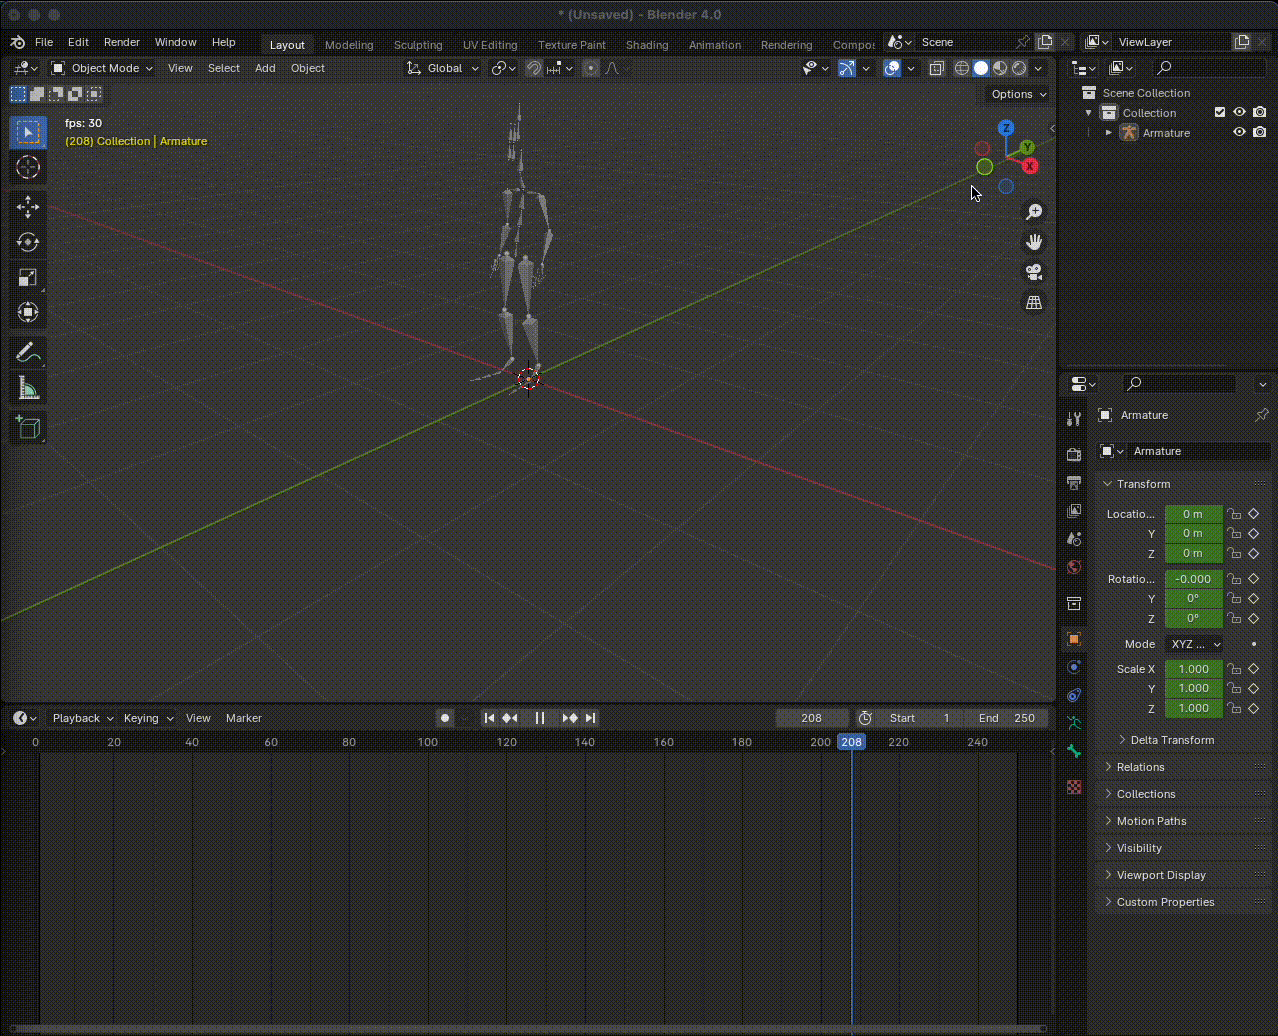 * (Unsaved) - Blender 4.0
File Edit Render Window Help Layout Modeling Sculpting UV Editing Texture Paint Shading Animation Rendering Compos Scene ViewLayer
Object Mode View Select Add Object Global
Options
fps: 30
(208) Collection | Armature
Z
Y
X
Scene Collection
Collection
Armature
Armature
Armature
Transform
Locatio... 0 m
Y 0 m
Z 0 m
Rotatio... -0.000
Y 0°
Z 0°
Mode XYZ ...
Scale X 1.000
Y 1.000
Z 1.000
Delta Transform
Relations
Collections
Motion Paths
Visibility
Viewport Display
Custom Properties
Playback Keying View Marker 208 Start 1 End 250
0 20 40 60 80 100 120 140 160 180 200 208 220 240